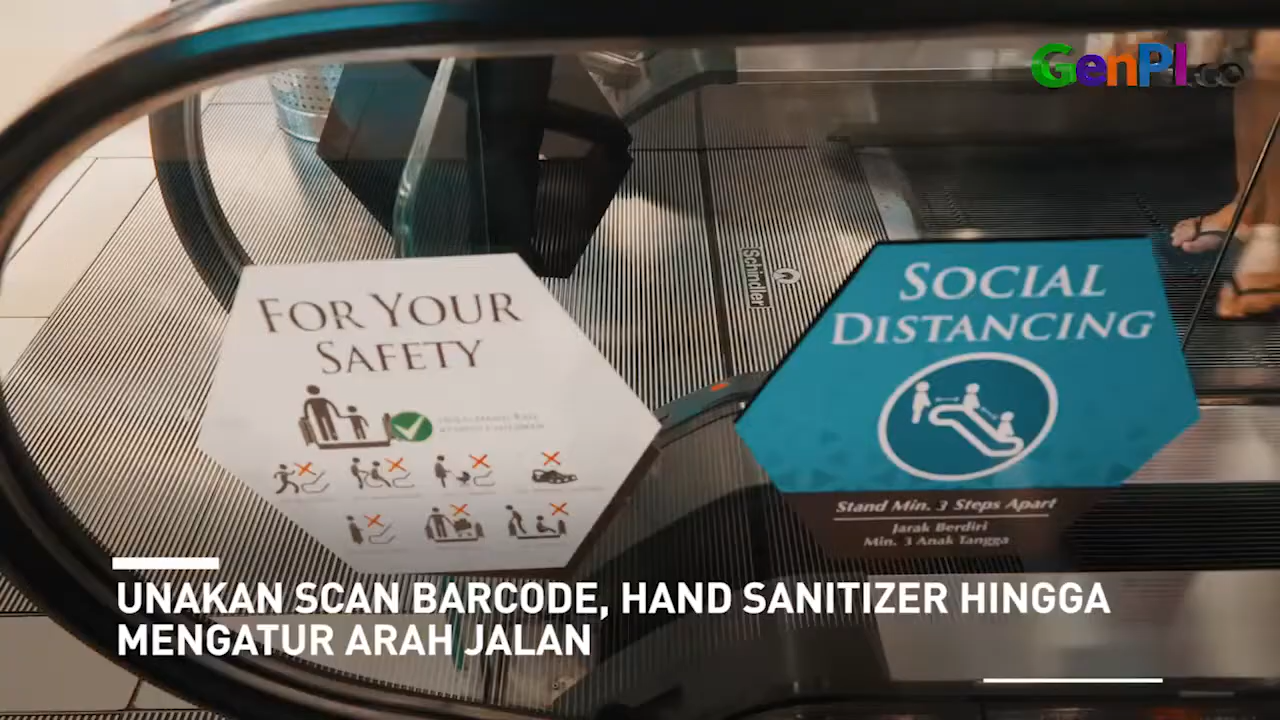 GenPI.co
Schindler
FOR YOUR
SAFETY
SOCIAL
DISTANCING
Stand Min. 3 Steps Apart
Jarak Berdiri
Min. 3 Anak Tangga
UNAKAN SCAN BARCODE, HAND SANITIZER HINGGA
MENGATUR ARAH JALAN